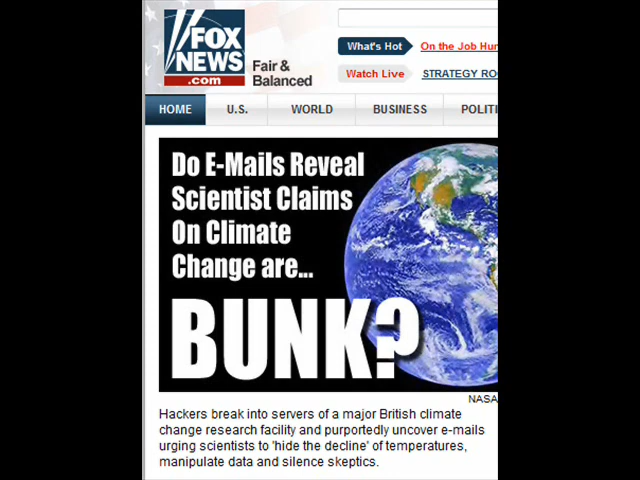 FOX
NEWS
.com
Fair &
Balanced
What's Hot
On the Job Hun
Watch Live
STRATEGY RO
HOME U.S. WORLD BUSINESS POLITI
Do E-Mails Reveal
Scientist Claims
On Climate
Change are...
BUNK?
NASA
Hackers break into servers of a major British climate
change research facility and purportedly uncover e-mails
urging scientists to 'hide the decline' of temperatures,
manipulate data and silence skeptics.